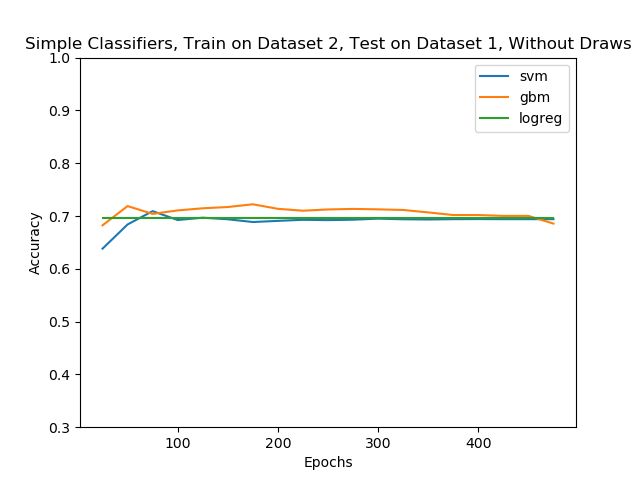 Simple Classifiers, Train on Dataset 2, Test on Dataset 1, Without Draws
1.0
0.9
0.8
0.7
0.6
0.5
0.4
0.3
Accuracy
svm
gbm
logreg
100
200
300
400
Epochs